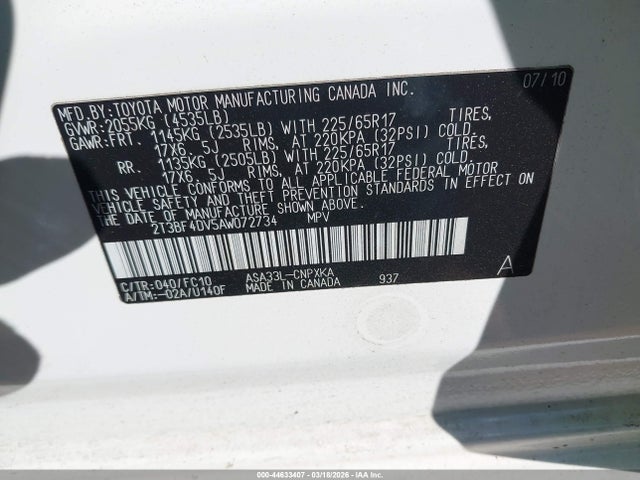 07/10
MFD.BY:TOYOTA MOTOR MANUFACTURING CANADA INC.
GVWR:2055KG (4535LB)
GAWR:FRT. 1145KG (2535LB) WITH 225/65R17 TIRES,
17X6.5J RIMS, AT 220KPA (32PSI) COLD.
RR. 1135KG (2505LB) WITH 225/65R17 TIRES,
17X6.5J RIMS, AT 220KPA (32PSI) COLD.
THIS VEHICLE CONFORMS TO ALL APPLICABLE FEDERAL MOTOR
VEHICLE SAFETY AND THEFT PREVENTION STANDARDS IN EFFECT ON
THE DATE OF MANUFACTURE SHOWN ABOVE.
2T3BF4DV5AW072734 MPV
C/TR:040/FC10 ASA33L-CNPXKA
A/TM:-02A/U140F MADE IN CANADA 937
A
000-44633407 | 03/18/2026 - IAAI.COM